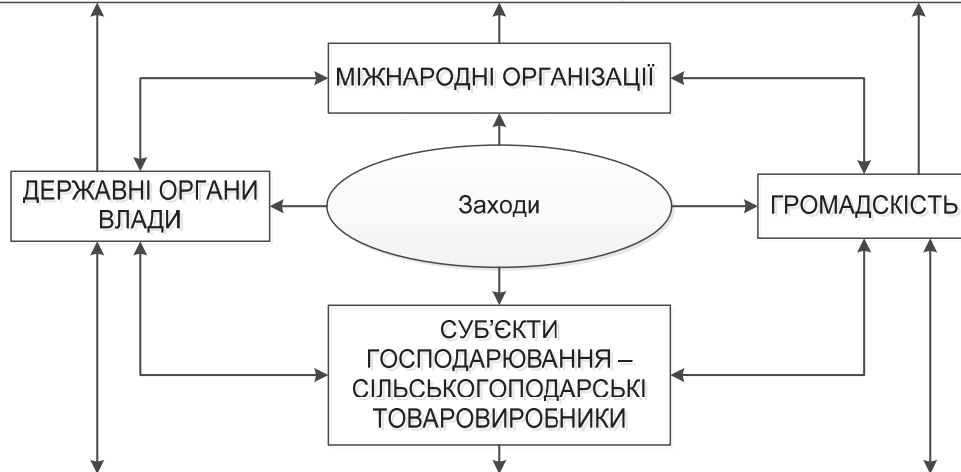 МІЖНАРОДНІ ОРГАНІЗАЦІЇ
ДЕРЖАВНІ ОРГАНИ
ВЛАДИ
Заходи
ГРОМАДСКІСТЬ
СУБ’ЄКТИ
ГОСПОДАРЮВАННЯ –
СІЛЬСЬКОГОПОДАРСЬКІ
ТОВАРОВИРОБНИКИ